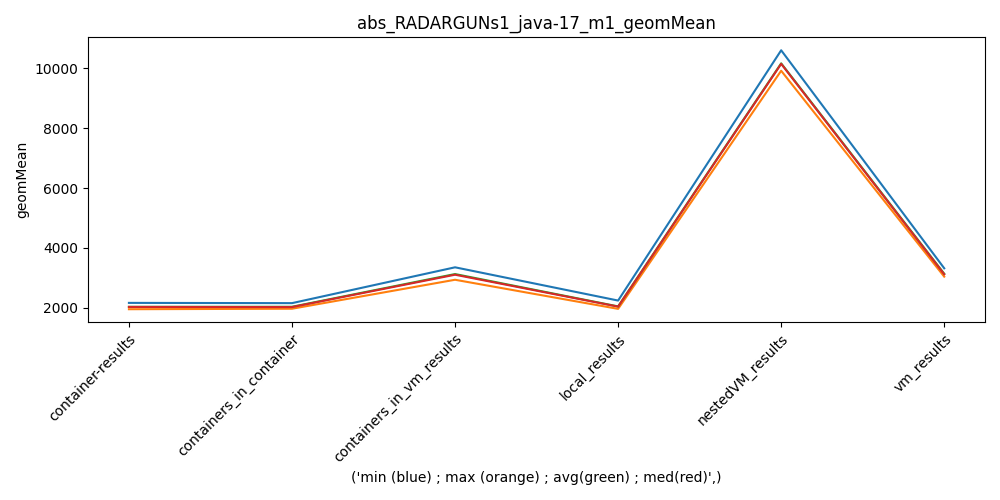 abs_RADARGUNs1_java-17_m1_geomMean
geomMean
10000
8000
6000
4000
2000
container-results
containers_in_container
containers_in_vm_results
local_results
nestedVM_results
vm_results
('min (blue) ; max (orange) ; avg(green) ; med(red)',)